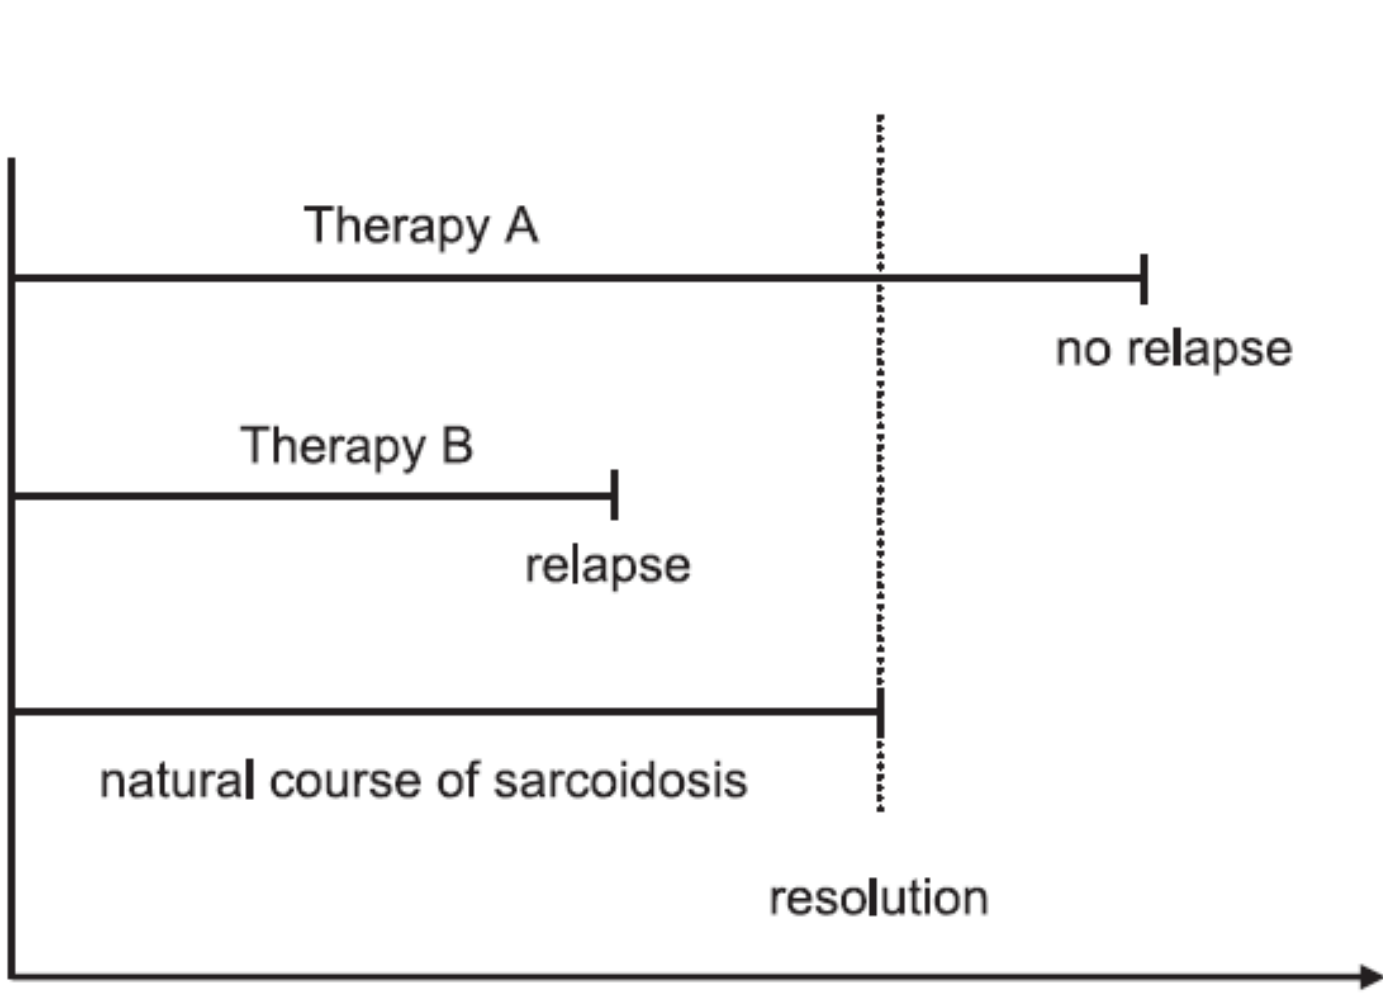 Therapy A
no relapse
Therapy B
relapse
natural course of sarcoidosis
resolution